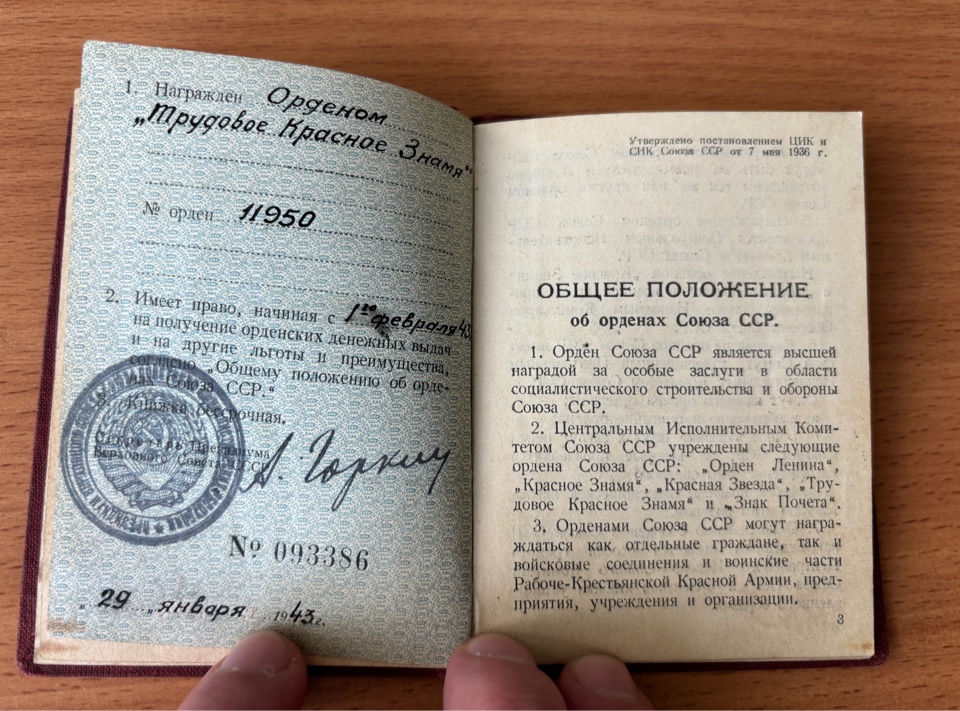 1. Награжден Орденом
„Трудовое Красное Знамя“
№ орден 11950
2. Имеет право, начиная с 1го февраля 43,
на получение орденских денежных выдач
и на другие льготы и преимущества,
согласно „Общему положению об орде-
нах Союза ССР.“
Книжка бессрочная.
Секретарь Президиума
Верховного Совета СССР
А. Горкин
№ 093386
„29„ января 1943г.
Утверждено постановлением ЦИК и
СНК Союза ССР от 7 мая 1936 г.
ОБЩЕЕ ПОЛОЖЕНИЕ
об орденах Союза ССР.
1. Орден Союза ССР является высшей
наградой за особые заслуги в области
социалистического строительства и обороны
Союза ССР.
2. Центральным Исполнительным Коми-
тетом Союза ССР учреждены следующие
ордена Союза ССР: „Орден Ленина“,
„Красное Знамя“, „Красная Звезда“, „Тру-
довое Красное Знамя“ и „Знак Почета“.
3. Орденами Союза ССР могут награ-
ждаться как отдельные граждане, так и
войсковые соединения и воинские части
Рабоче-Крестьянской Красной Армии, пред-
приятия, учреждения и организации.
3